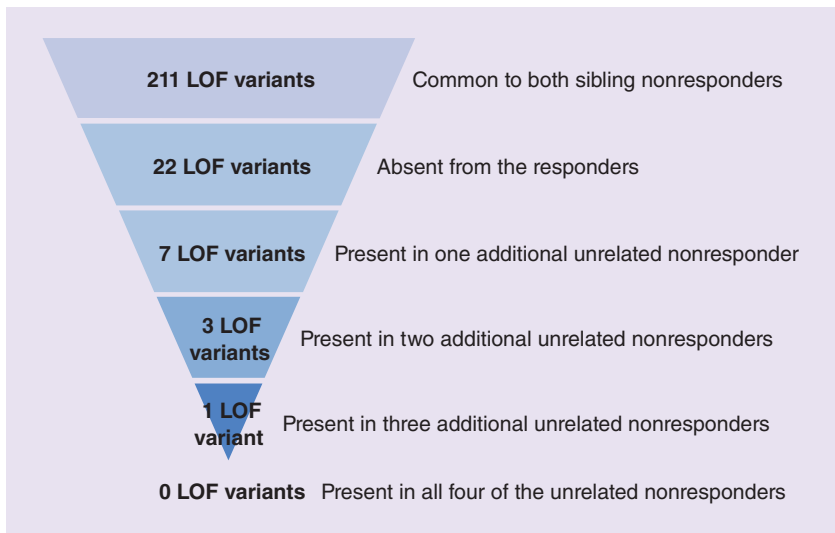 211 LOF variants Common to both sibling nonresponders
22 LOF variants Absent from the responders
7 LOF variants Present in one additional unrelated nonresponder
3 LOF
variants Present in two additional unrelated nonresponders
1 LOF
variant Present in three additional unrelated nonresponders
0 LOF variants Present in all four of the unrelated nonresponders